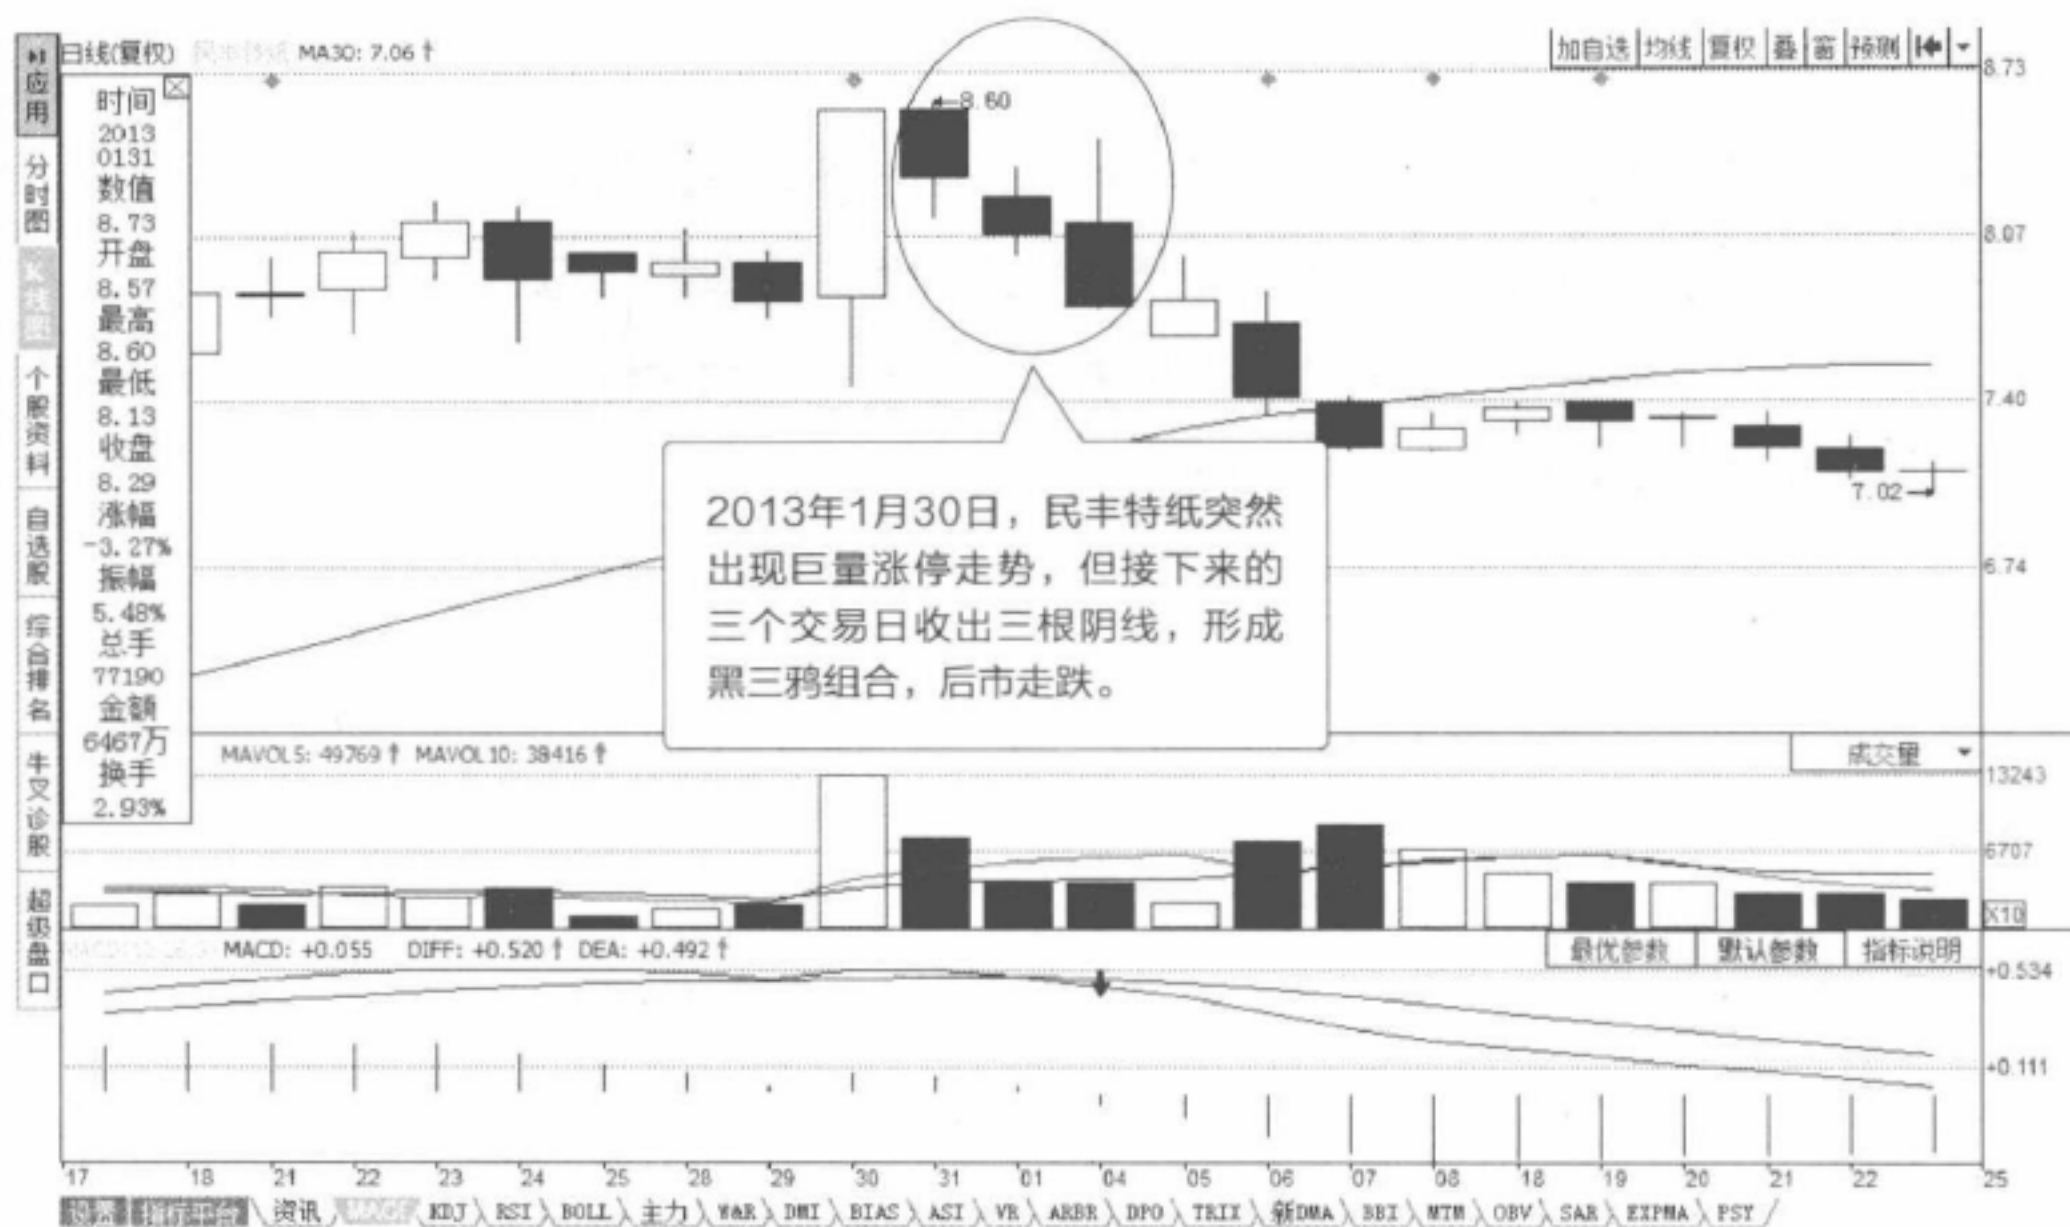 日线(复权) MA30: 7.06↑
加自选 均线 复权 叠 窗 预测
应用
分时图
个股资料
自选股
综合排名
牛叉诊股
超级盘口
时间
2013
0131
数值
8.73
开盘
8.57
最高
8.60
最低
8.13
收盘
8.29
涨幅
-3.27%
振幅
5.48%
总手
77190
金额
6467万
换手
2.93%
8.60
7.02
8.73
8.07
7.40
6.74
2013年1月30日，民丰特纸突然
出现巨量涨停走势，但接下来的
三个交易日收出三根阴线，形成
黑三鸦组合，后市走跌。
MAVOL5: 49769↑ MAVOL10: 38416↑
成交量
13243
6707
X10
MACD: +0.055 DIFF: +0.520↑ DEA: +0.492↑
最优参数 默认参数 指标说明
+0.534
+0.111
17 18 21 22 23 24 25 28 29 30 31 01 04 05 06 07 08 18 19 20 21 22 25
资讯 KDJ RSI BOLL 主力 W&R DMI BIAS ASI VR ARBR DPO TRIX 新DMA BBI MTM OBV SAR EXPMA PSY